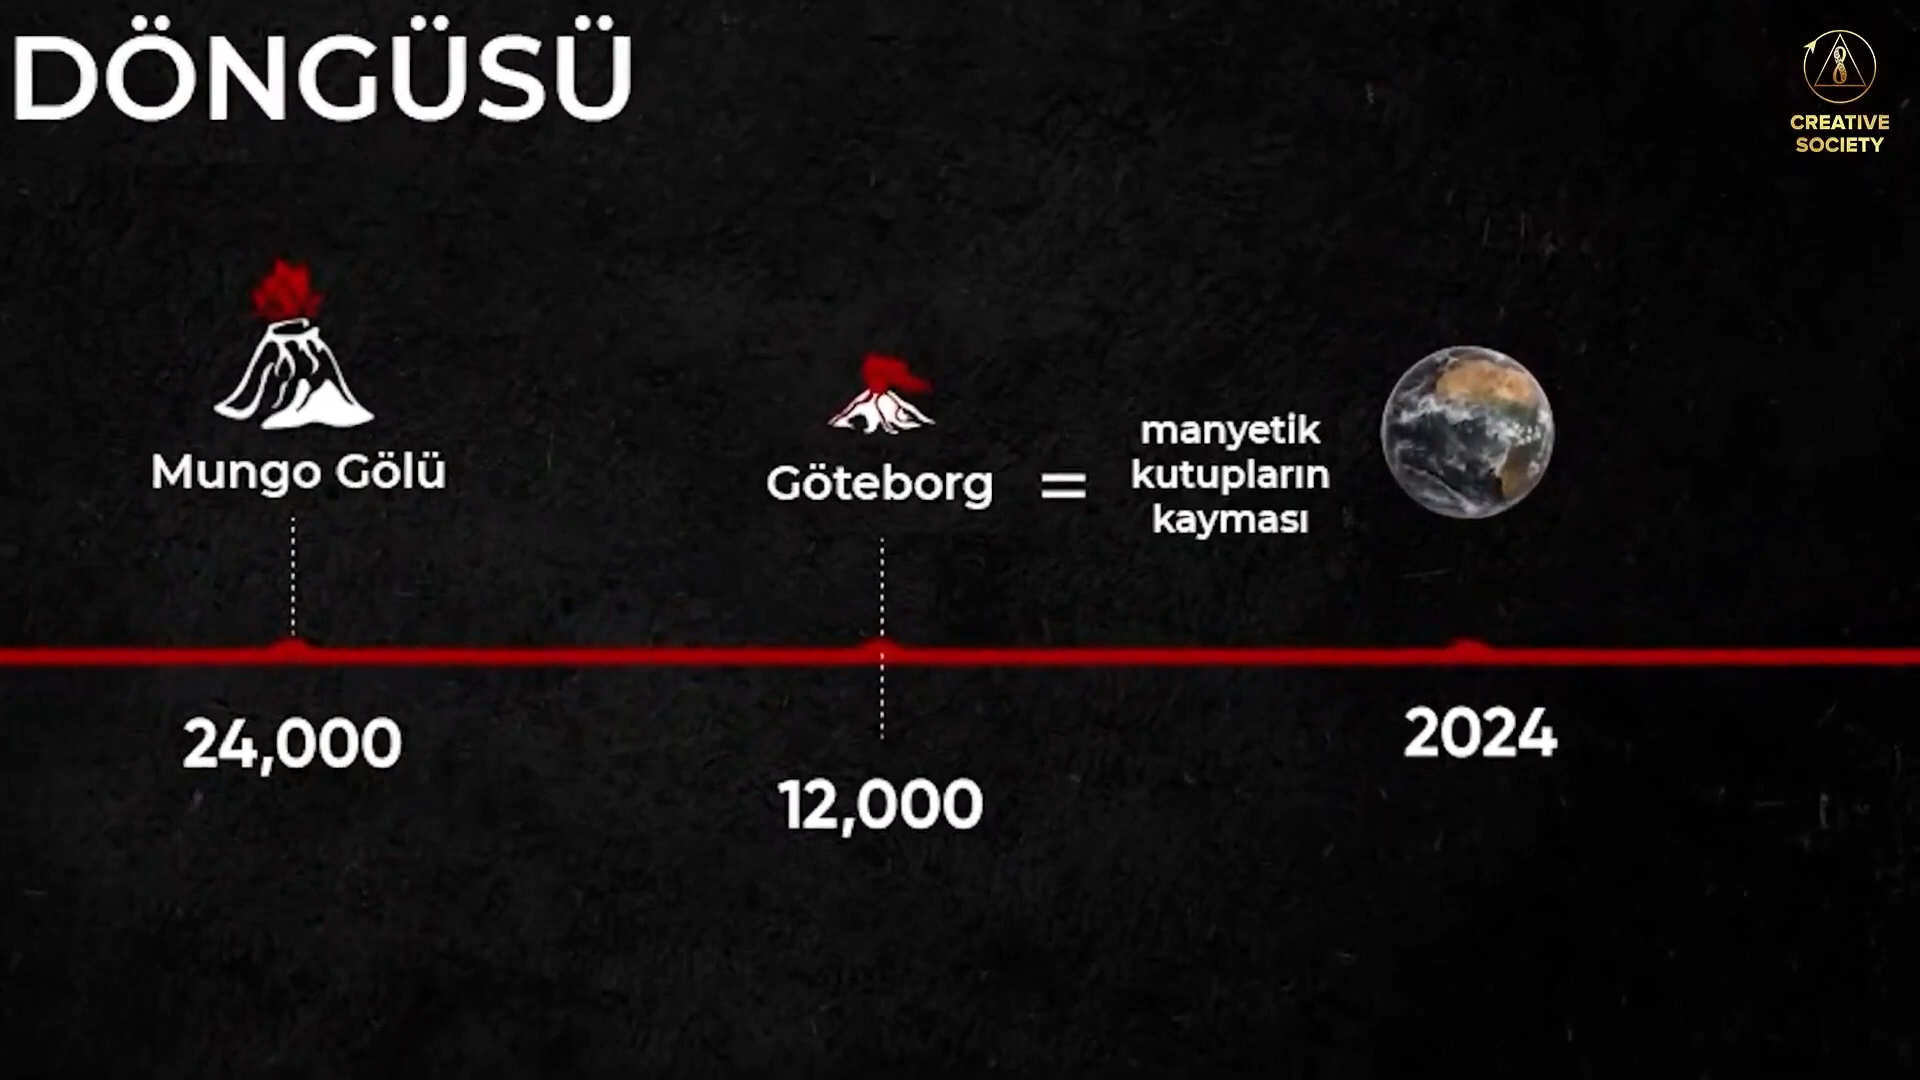 DÖNGÜSÜ
CREATIVE
SOCIETY
Mungo Gölü
Göteborg =
manyetik
kutupların
kayması
24,000
12,000
2024